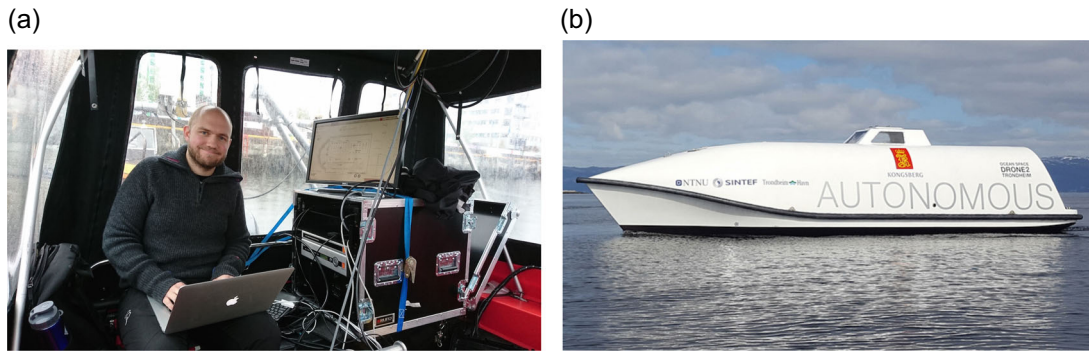 (a)
(b)
NTNU
SINTEF
Trondheim Havn
KONGSBERG
AUTONOMOUS
OCEAN SPACE
DRONE2
TRONDHEIM